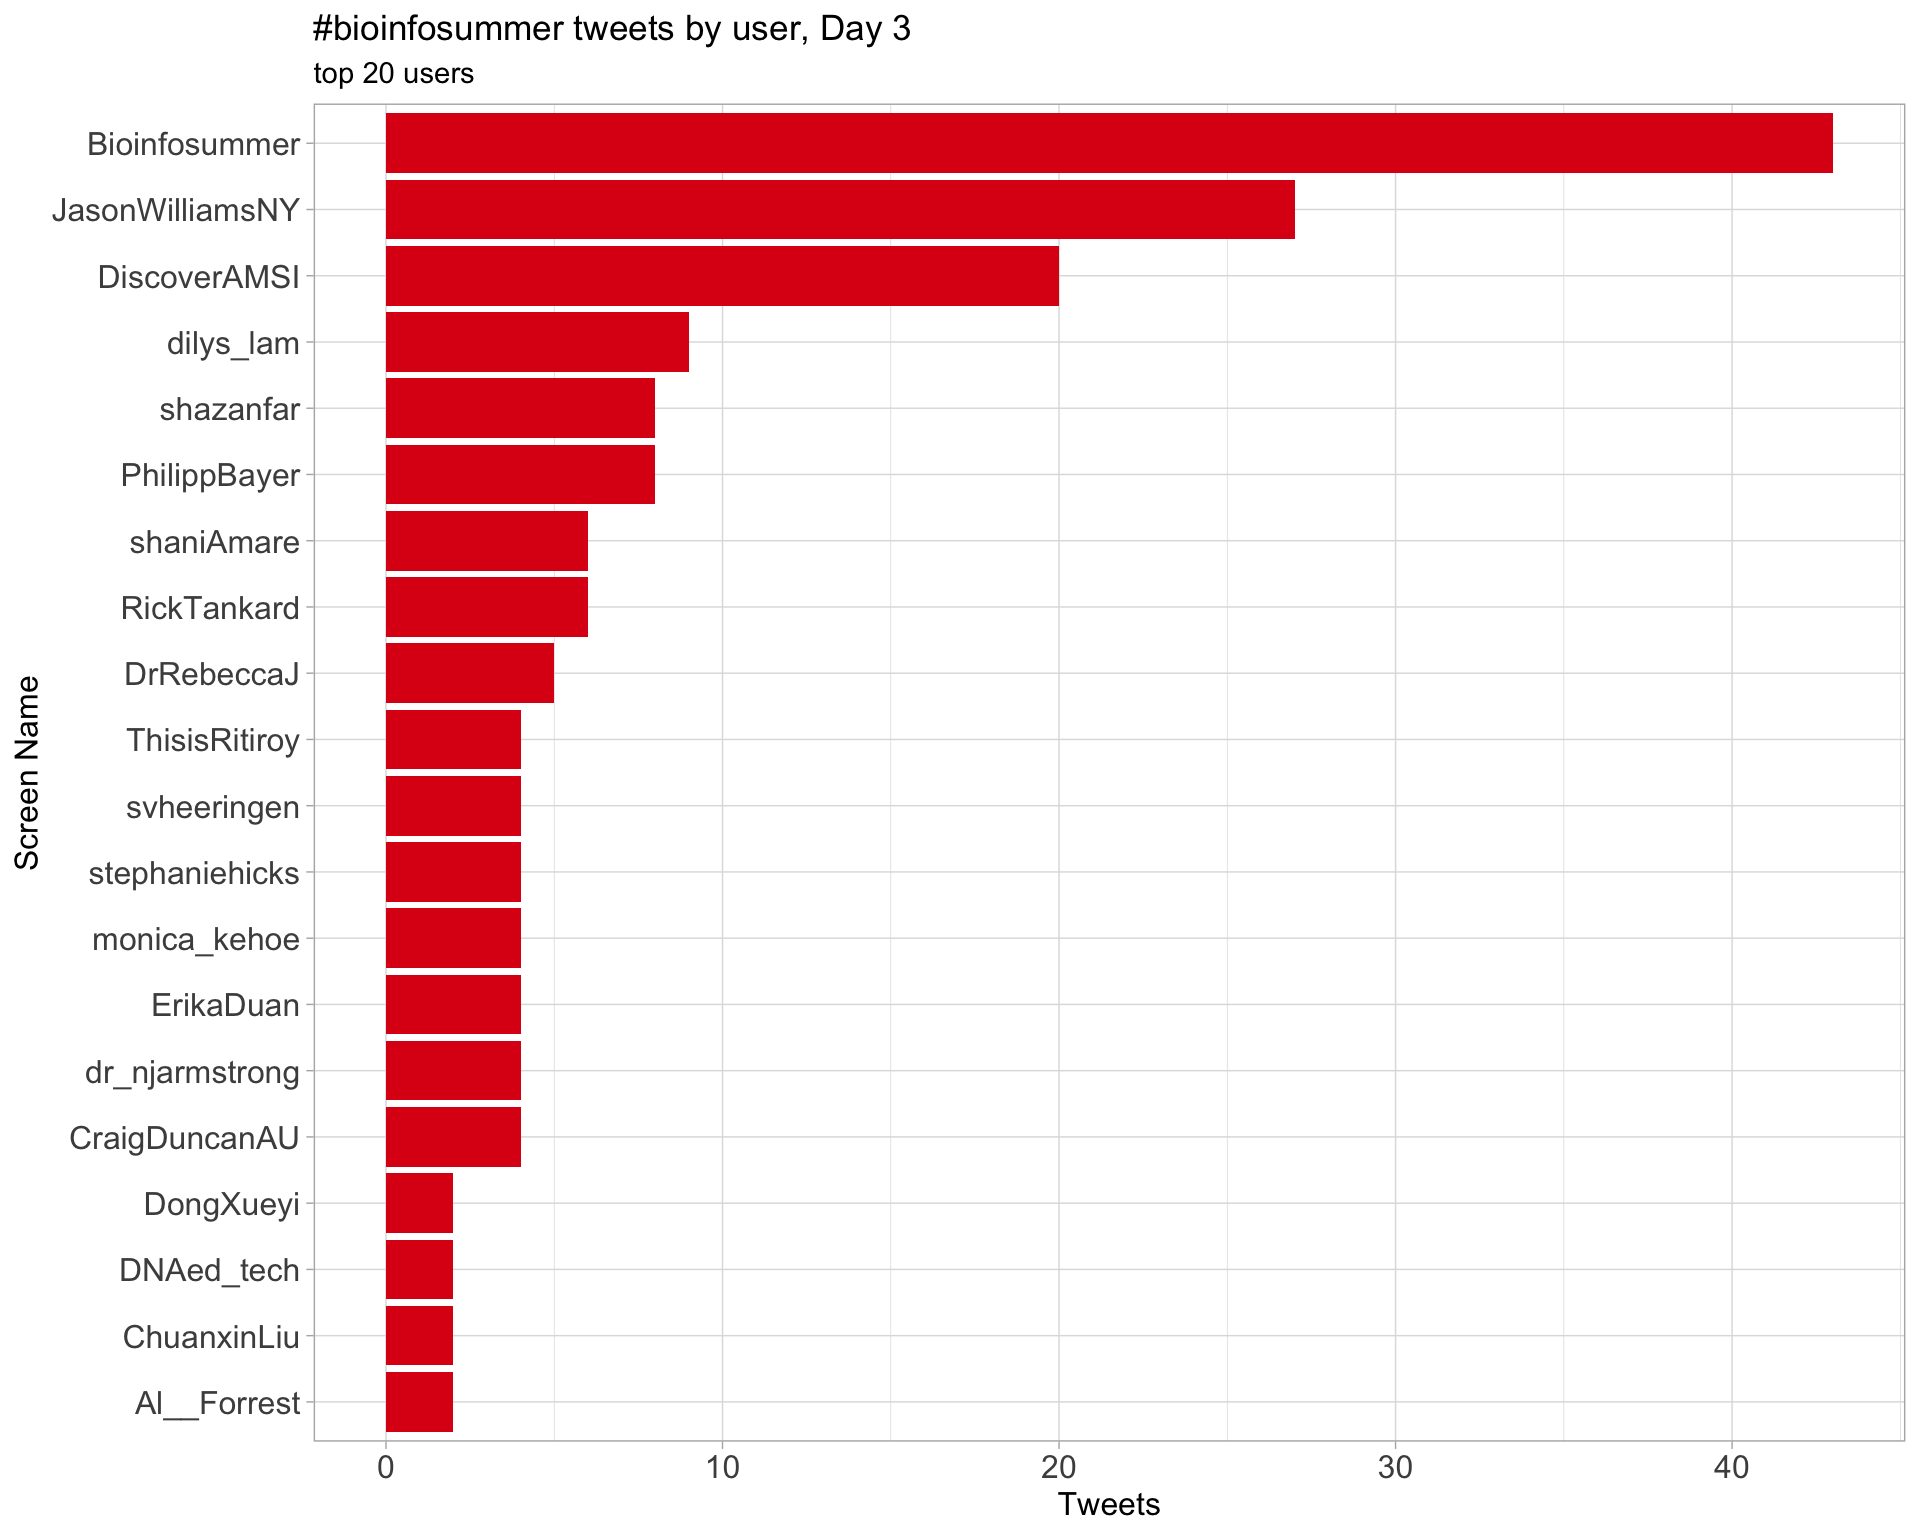 #bioinfosummer tweets by user, Day 3
top 20 users
Screen Name
Bioinfosummer
JasonWilliamsNY
DiscoverAMSI
dilys_lam
shazanfar
PhilippBayer
shaniAmare
RickTankard
DrRebeccaJ
ThisisRitiroy
svheeringen
stephaniehicks
monica_kehoe
ErikaDuan
dr_njarmstrong
CraigDuncanAU
DongXueyi
DNAed_tech
ChuanxinLiu
Al__Forrest
0 10 20 30 40
Tweets